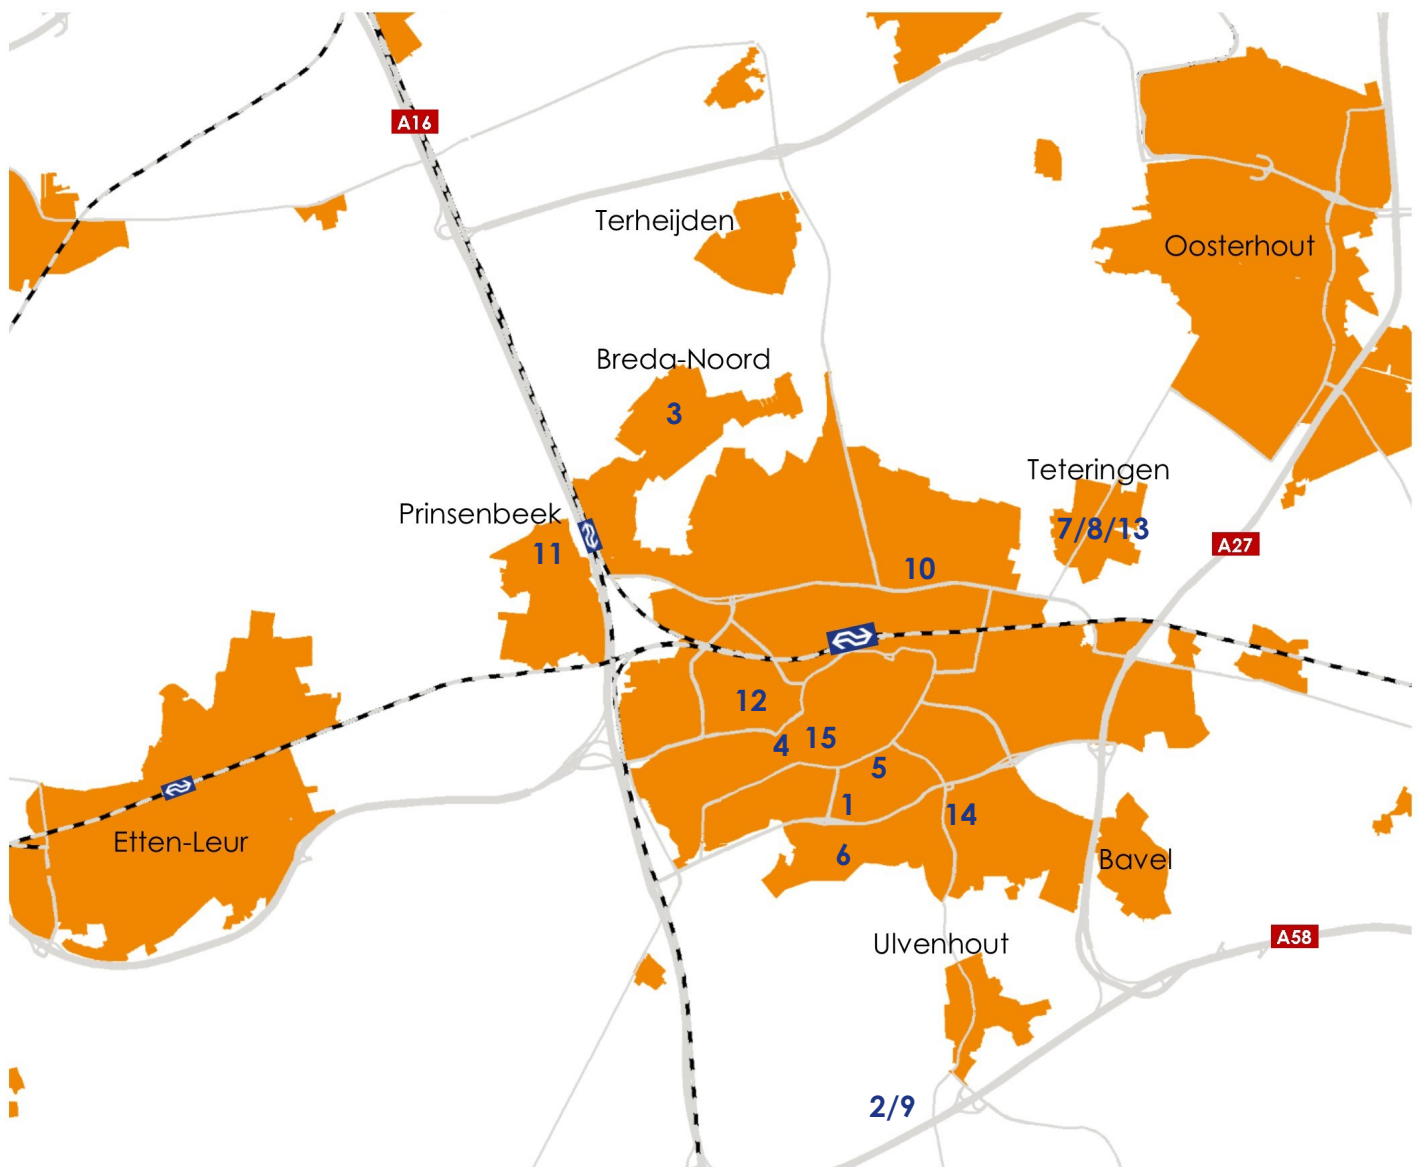 A16
Terheijden
Oosterhout
Breda-Noord
3
Teteringen
Prinsenbeek
7/8/13
A27
11
10
12
15
4
5
1
14
Etten-Leur
6
Bavel
A58
Ulvenhout
2/9